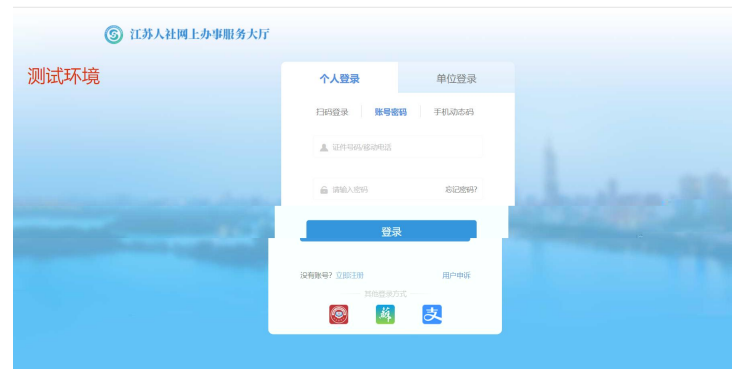 江苏人社网上办事服务大厅
测试环境
个人登录 单位登录
扫码登录 账号密码 手机动态码
证件号码/移动电话
请输入密码 忘记密码?
登录
没有账号? 立即注册 用户申诉
其他登录方式
苏
支